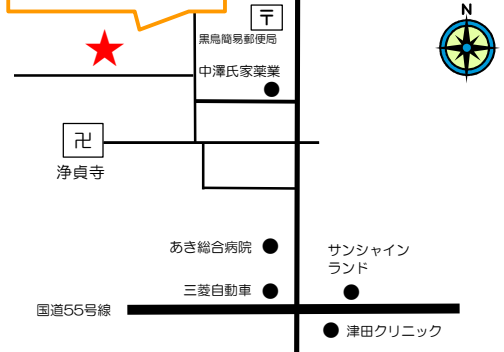 N
〒
黒鳥簡易郵便局
中澤氏家薬業
卍
浄貞寺
あき総合病院
サンシャイン
ランド
三菱自動車
国道55号線
津田クリニック